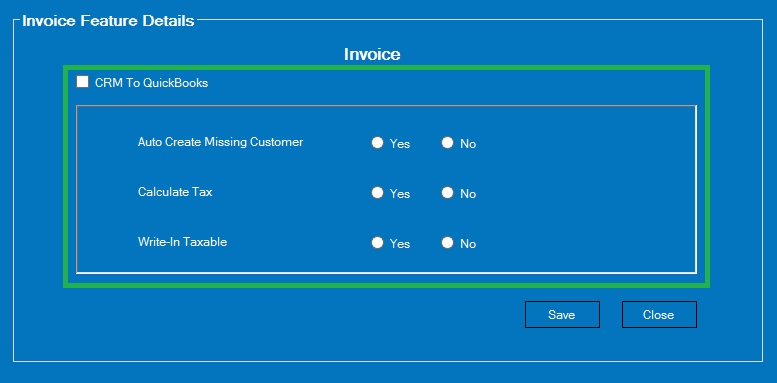 Invoice Feature Details
Invoice
CRM To QuickBooks
Auto Create Missing Customer Yes No
Calculate Tax Yes No
Write-In Taxable Yes No
Save Close